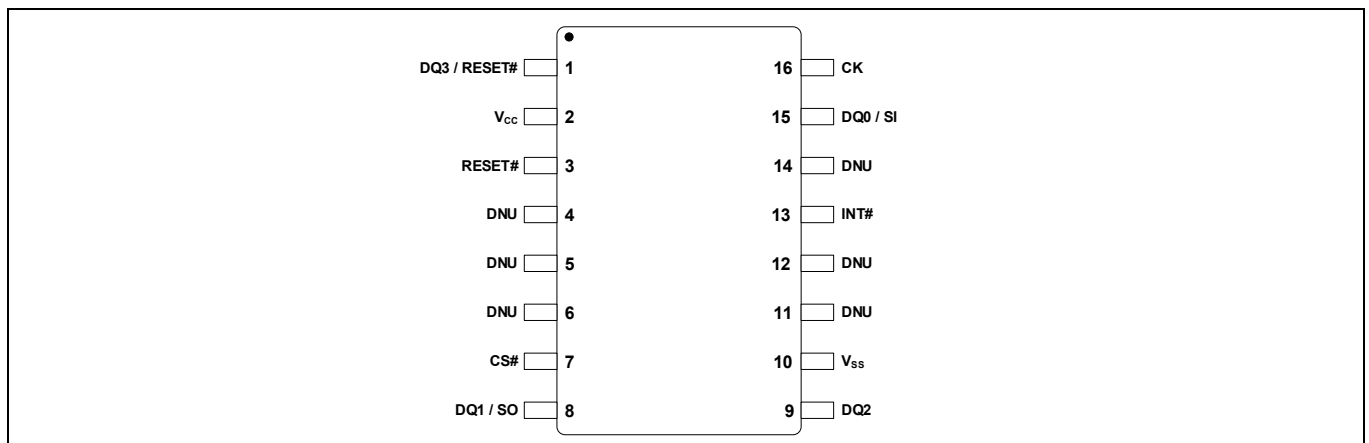 DQ3 / RESET# 1 16 CK
VCC 2 15 DQ0 / SI
RESET# 3 14 DNU
DNU 4 13 INT#
DNU 5 12 DNU
DNU 6 11 DNU
CS# 7 10 VSS
DQ1 / SO 8 9 DQ2